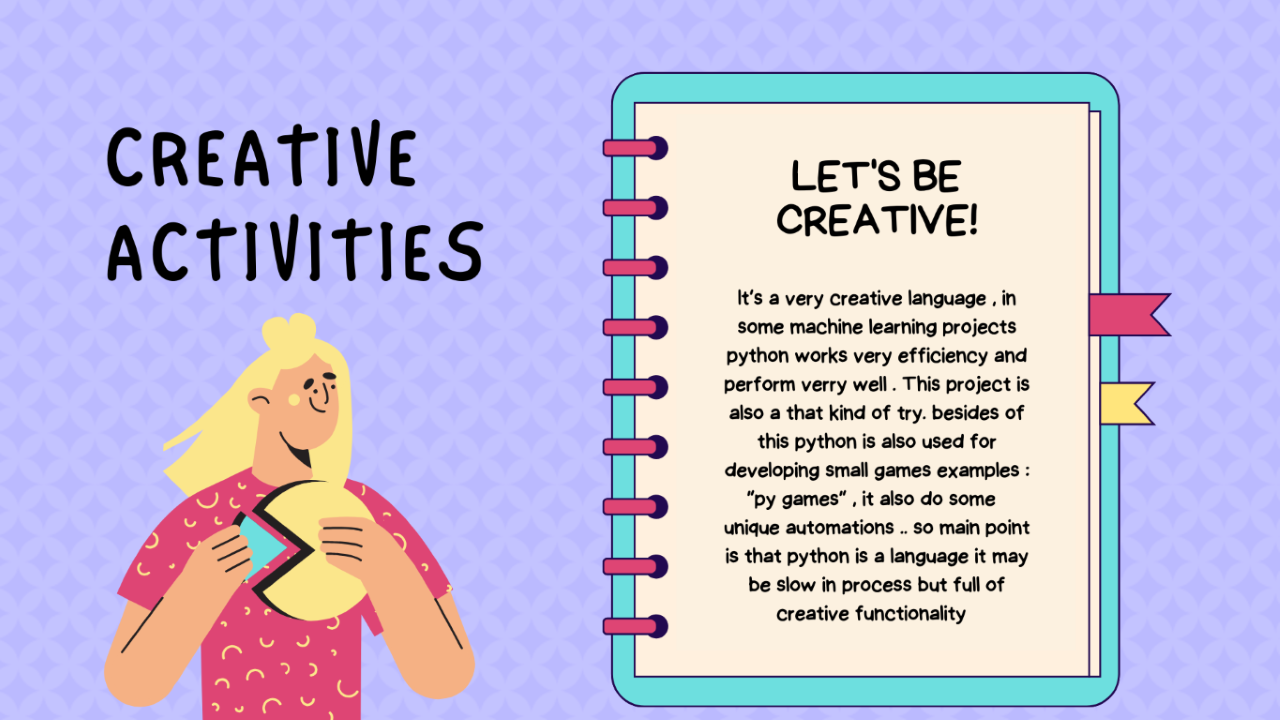 CREATIVE
ACTIVITIES
LET'S BE
CREATIVE!
It's a very creative language , in
some machine learning projects
python works very efficiency and
perform verry well . This project is
also a that kind of try. besides of
this python is also used for
developing small games examples :
"py games" , it also do some
unique automations .. so main point
is that python is a language it may
be slow in process but full of
creative functionality